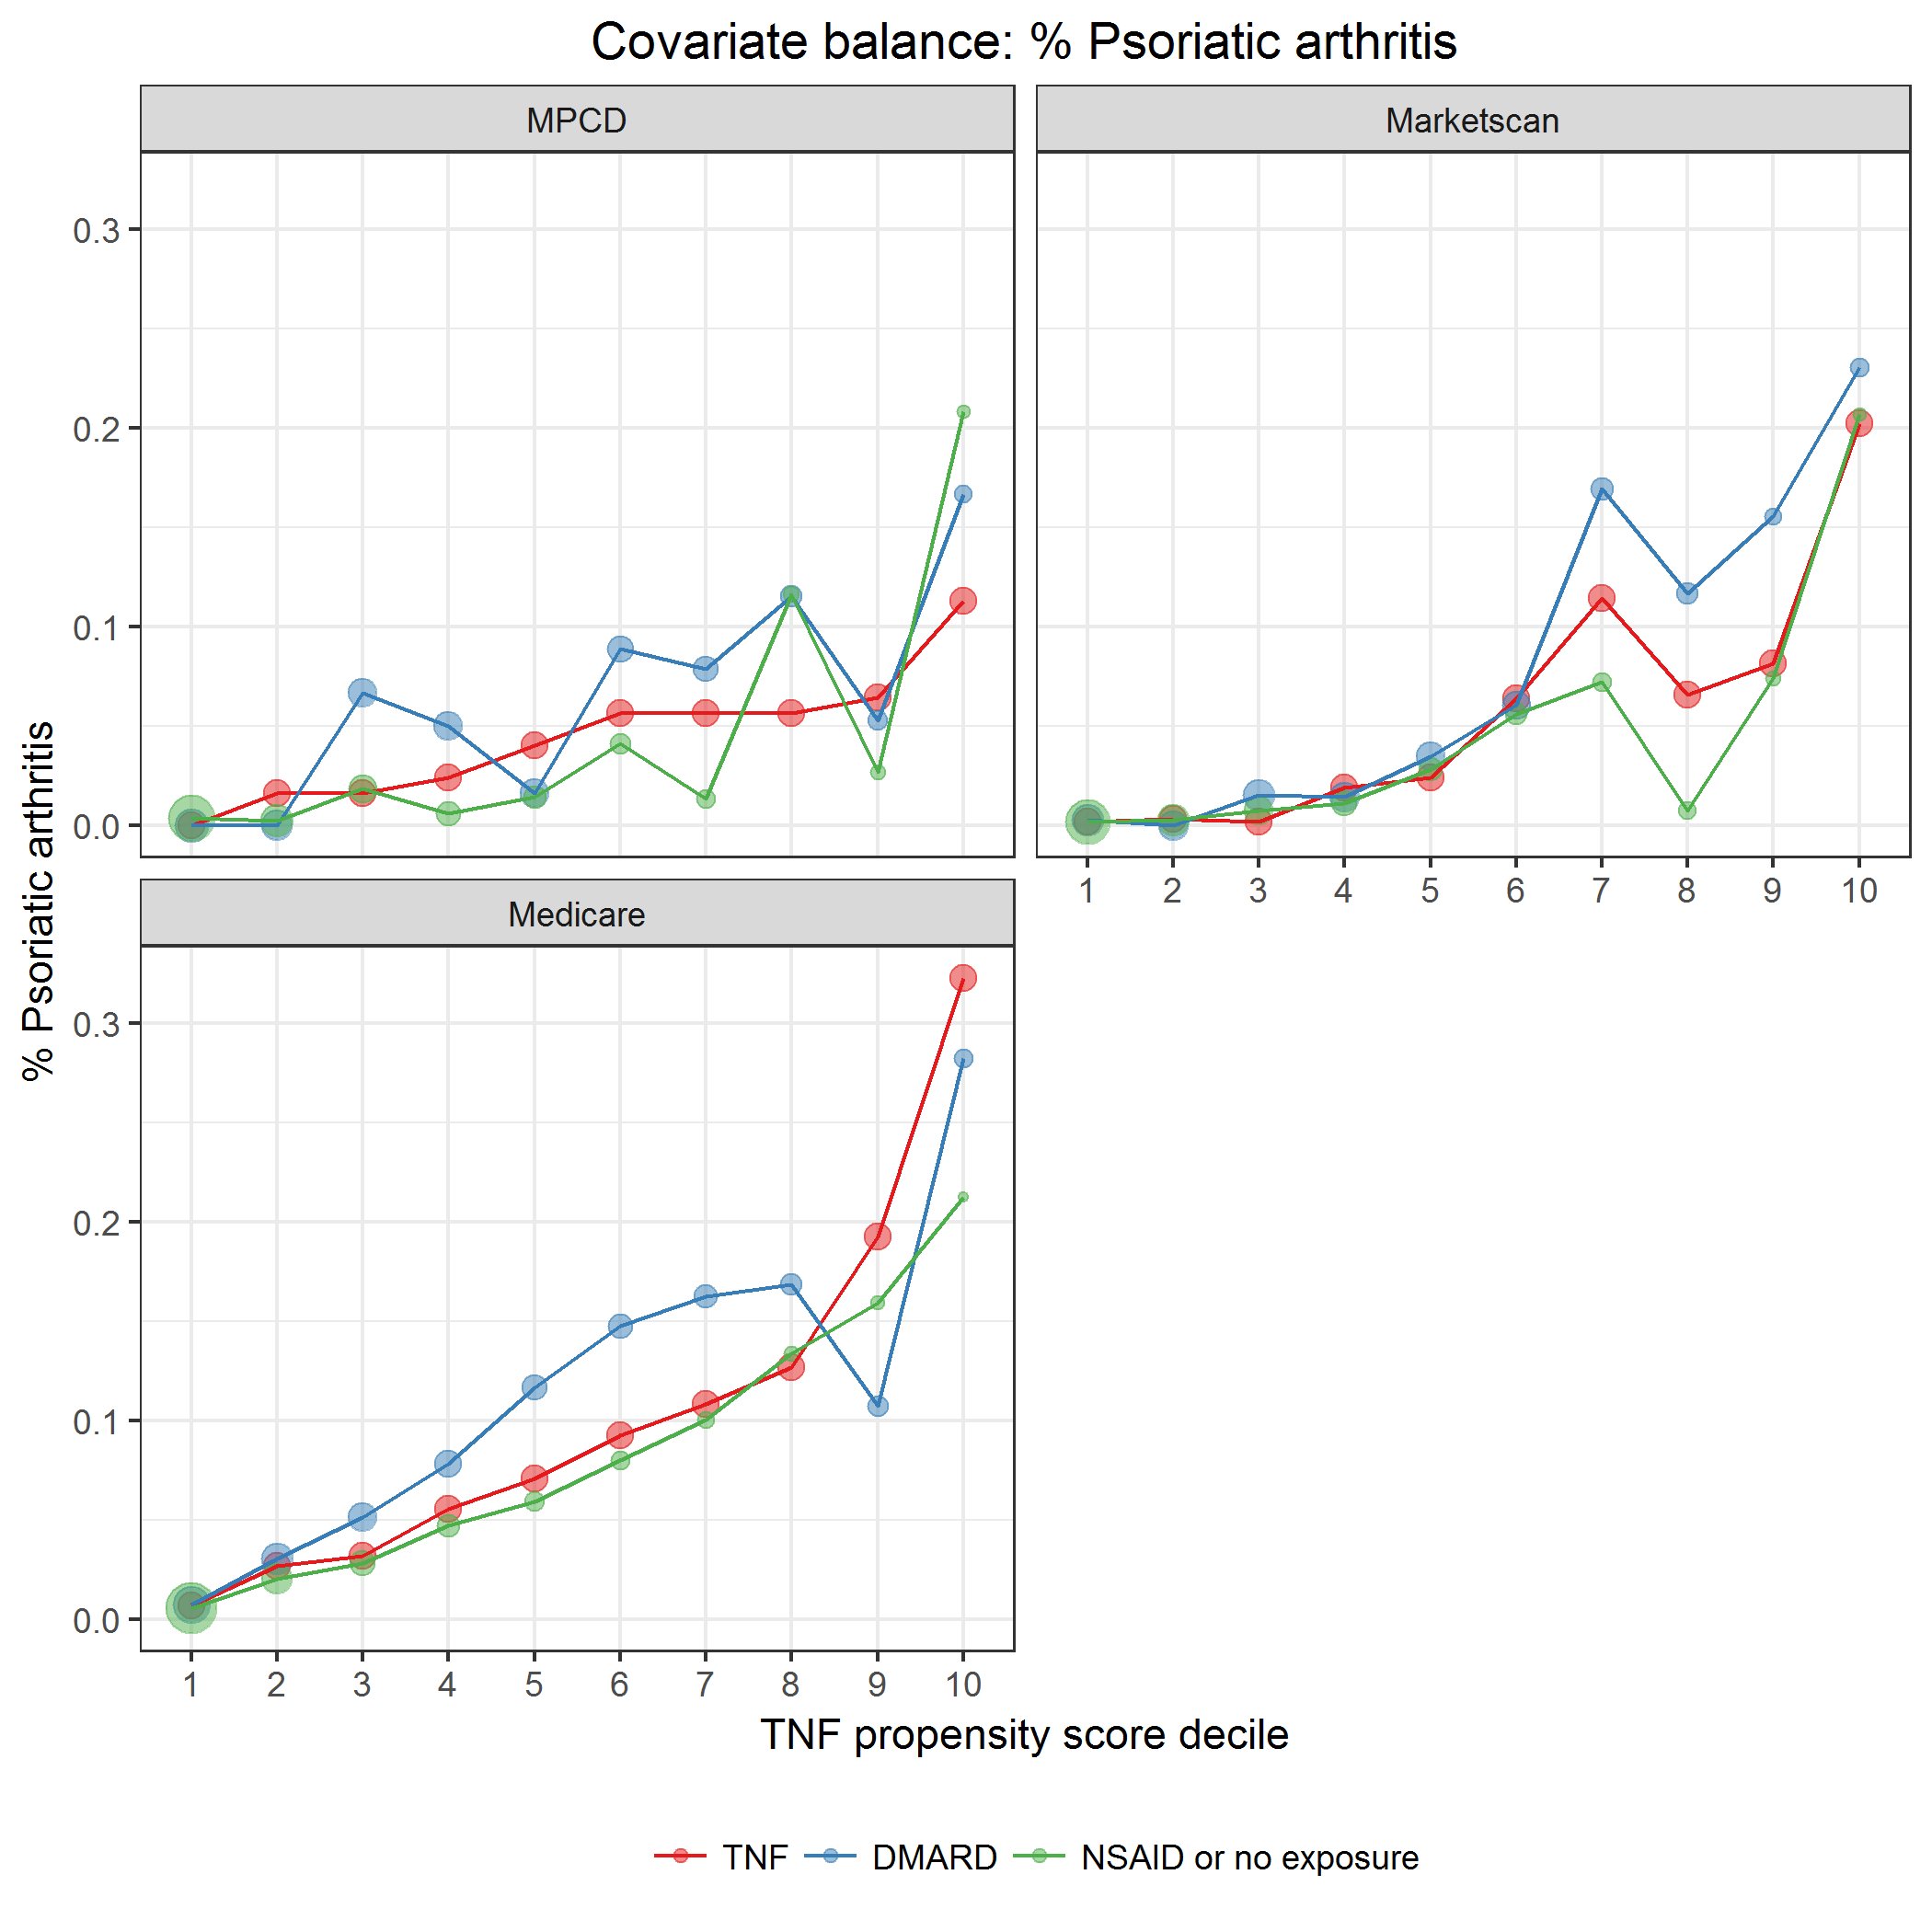 Covariate balance: % Psoriatic arthritis
MPCD
Marketscan
0.3
0.2
0.1
0.0
1 2 3 4 5 6 7 8 9 10
Medicare
% Psoriatic arthritis
0.3
0.2
0.1
0.0
1 2 3 4 5 6 7 8 9 10
TNF propensity score decile
TNF DMARD NSAID or no exposure